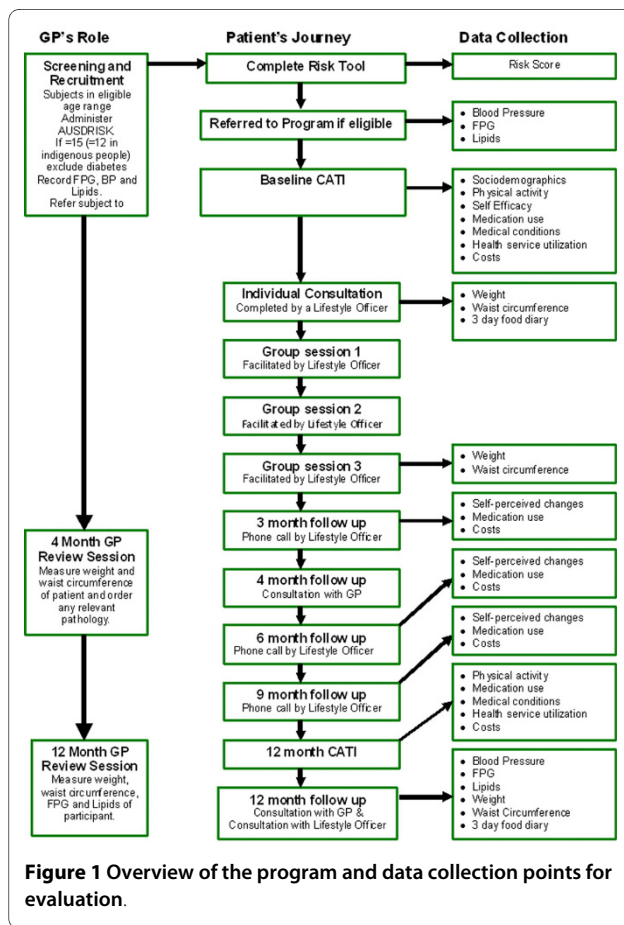 GP's Role
Screening and
Recruitment
Subjects in eligible
age range
Administer
AUSDRISK.
If =15 (=12 in
indigenous people)
exclude diabetes
Record FPG, BP and
Lipids.
Refer subject to
4 Month GP
Review Session
Measure weight and
waist circumference
of patient and order
any relevant
pathology.
12 Month GP
Review Session
Measure weight,
waist circumference,
FPG and Lipids of
participant.
Patient's Journey
Complete Risk Tool
Referred to Program if eligible
Baseline CATI
Individual Consultation
Completed by a Lifestyle Officer
Group session 1
Facilitated by Lifestyle Officer
Group session 2
Facilitated by Lifestyle Officer
Group session 3
Facilitated by Lifestyle Officer
3 month follow up
Phone call by Lifestyle Officer
4 month follow up
Consultation with GP
6 month follow up
Phone call by Lifestyle Officer
9 month follow up
Phone call by Lifestyle Officer
12 month CATI
12 month follow up
Consultation with GP &
Consultation with Lifestyle Officer
Data Collection
Risk Score
• Blood Pressure
• FPG
• Lipids
• Sociodemographics
• Physical activity
• Self Efficacy
• Medication use
• Medical conditions
• Health service utilization
• Costs
• Weight
• Waist circumference
• 3 day food diary
• Weight
• Waist circumference
• Self-perceived changes
• Medication use
• Costs
• Self-perceived changes
• Medication use
• Costs
• Self-perceived changes
• Medication use
• Costs
• Physical activity
• Medication use
• Medical conditions
• Health service utilization
• Costs
• Blood Pressure
• FPG
• Lipids
• Weight
• Waist Circumference
• 3 day food diary
Figure 1 Overview of the program and data collection points for
evaluation.